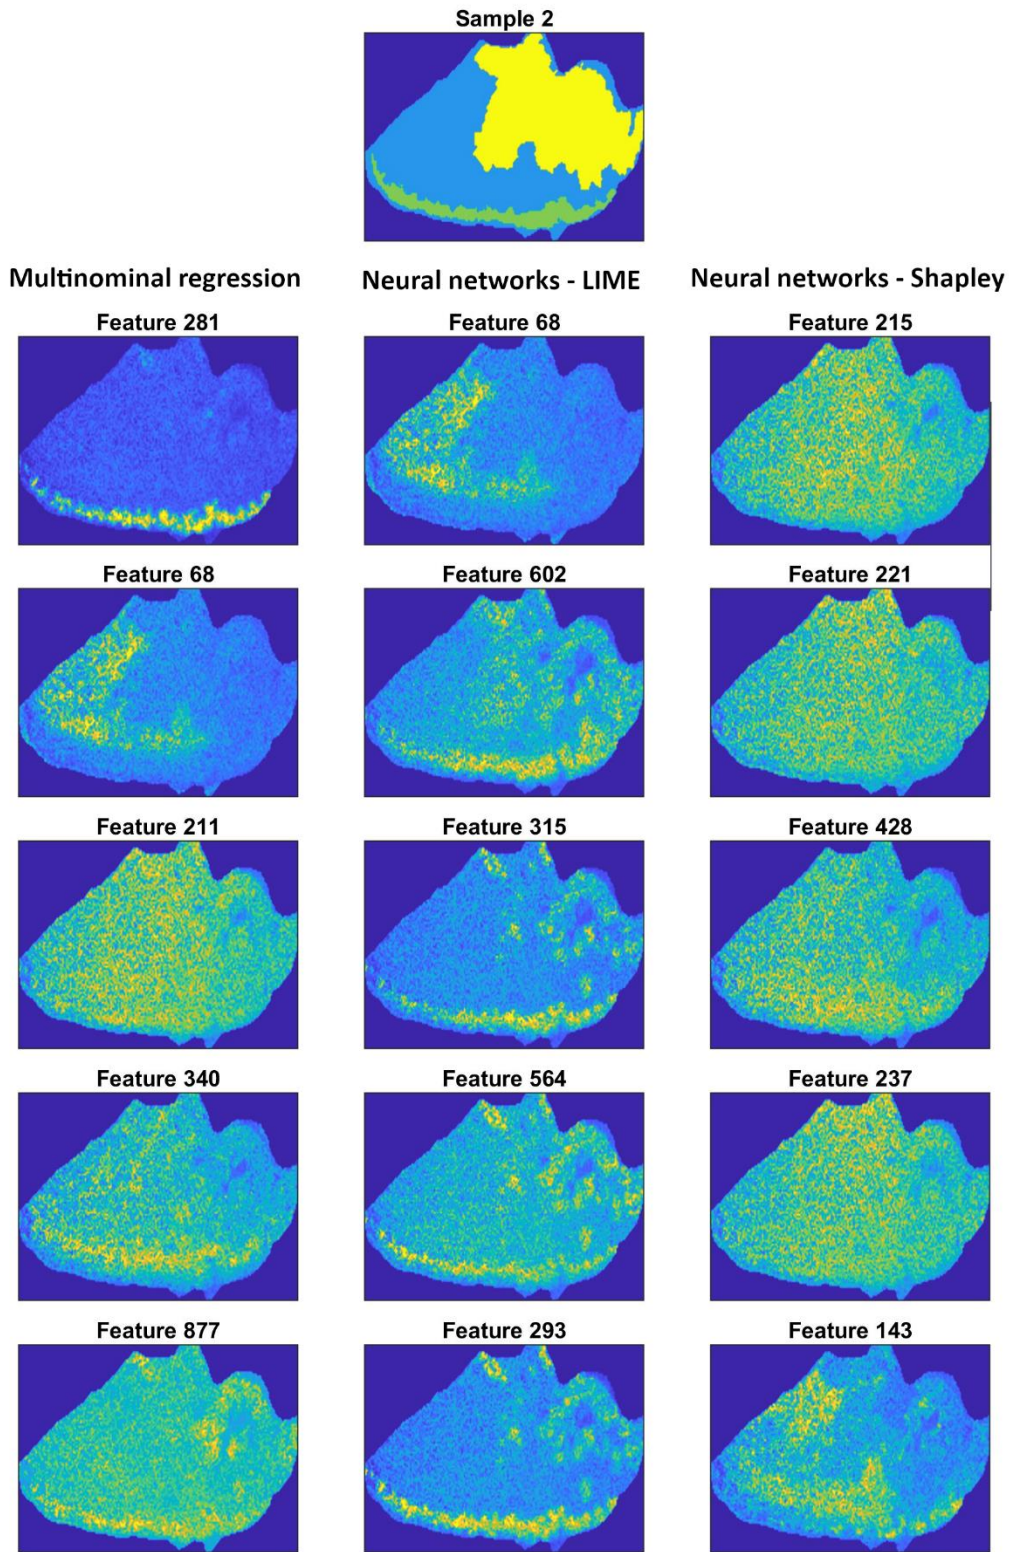 Sample 2
Multinominal regression
Neural networks - LIME
Neural networks - Shapley
Feature 281
Feature 68
Feature 215
Feature 68
Feature 602
Feature 221
Feature 211
Feature 315
Feature 428
Feature 340
Feature 564
Feature 237
Feature 877
Feature 293
Feature 143